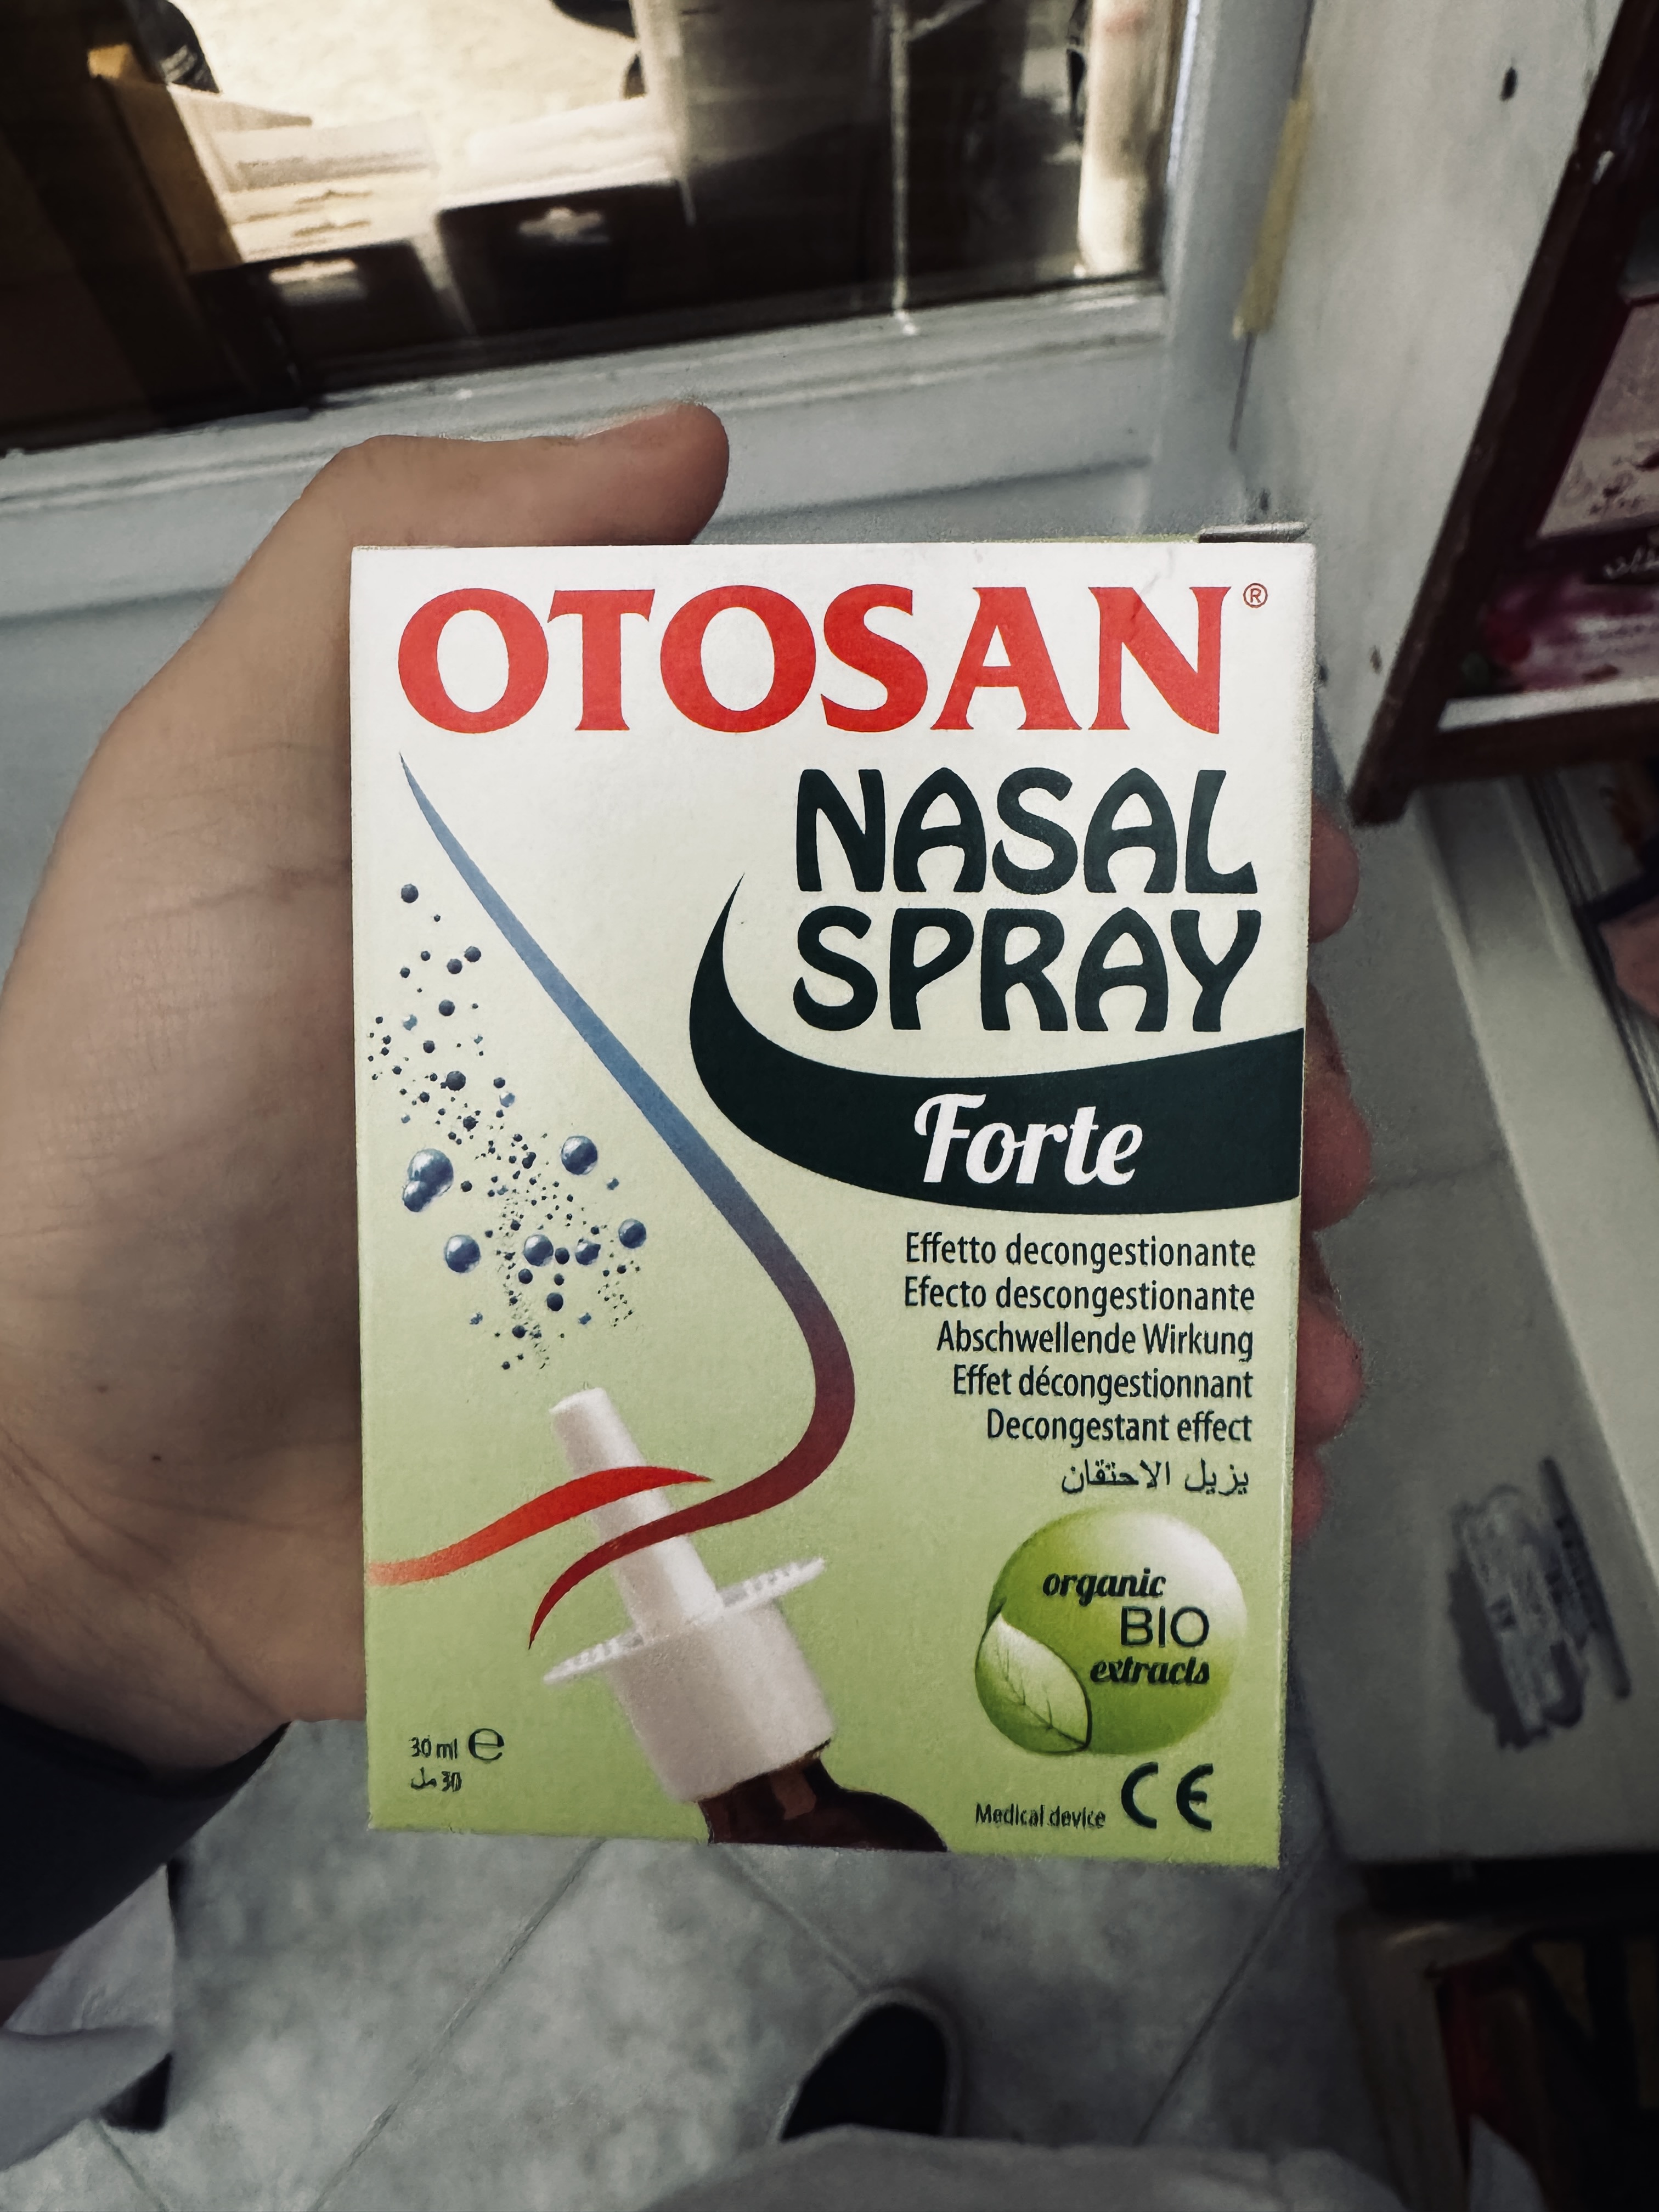 OTOSAN®
NASAL
SPRAY
Forte
Effetto decongestionante
Efecto descongestionante
Abschwellende Wirkung
Effet décongestionnant
Decongestant effect
يزيل الاحتقان
organic
BIO
extracts
30 ml ℮
30 مل
Medical device CE